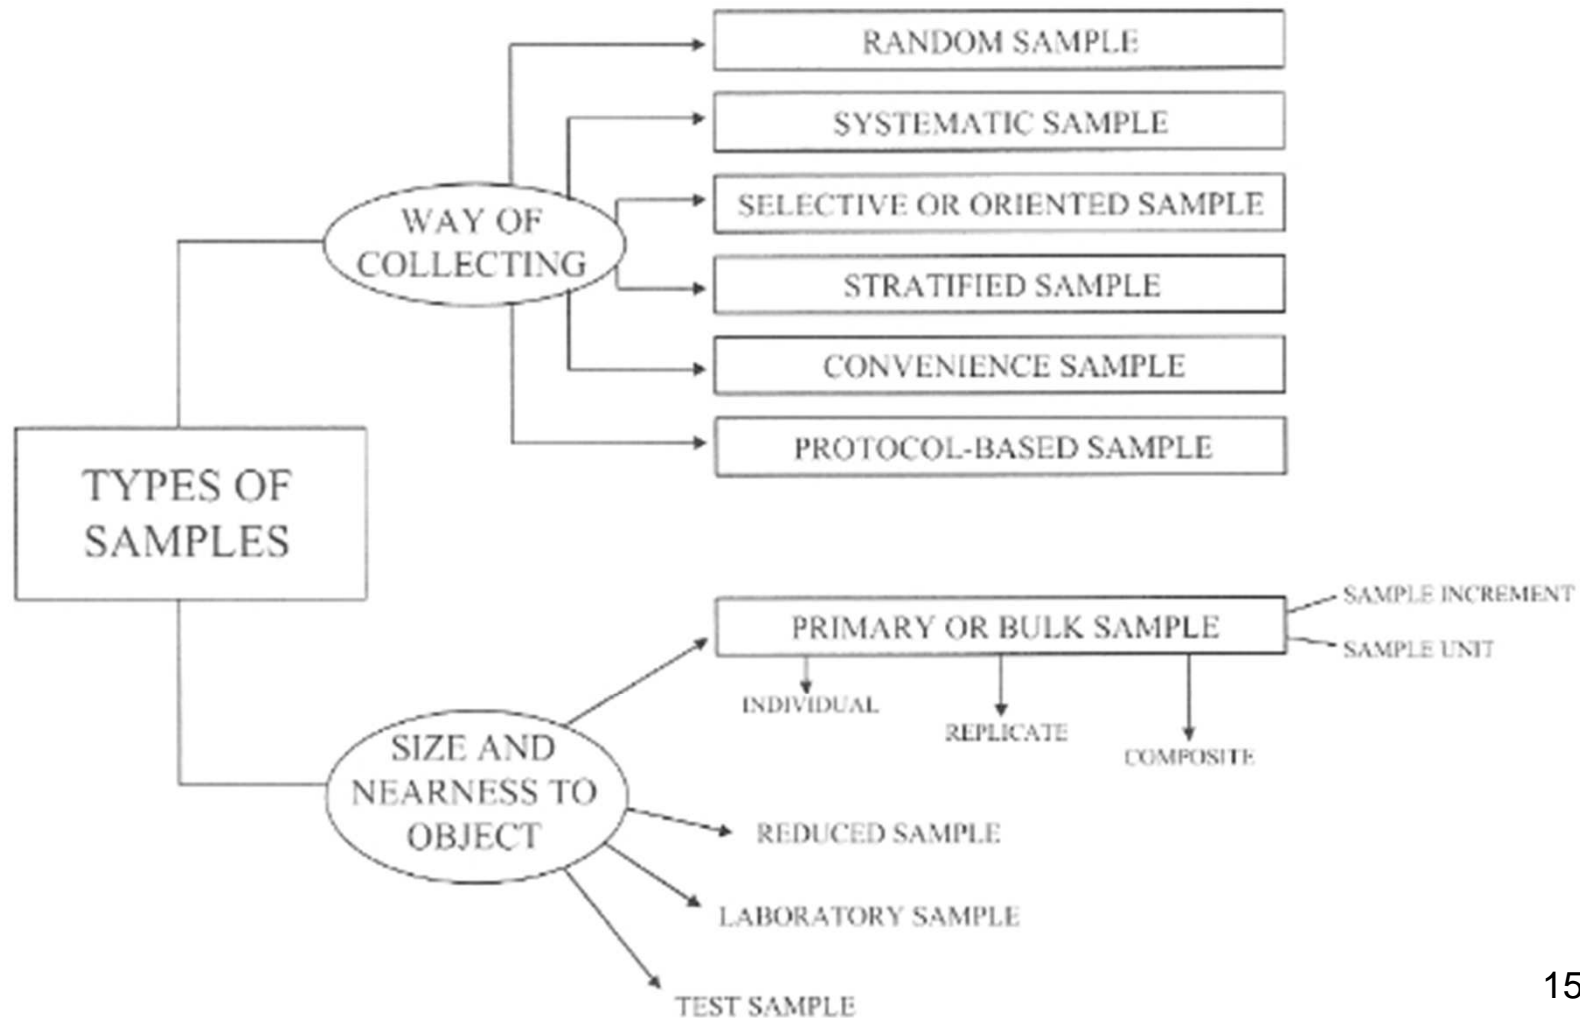 RANDOM SAMPLE
SYSTEMATIC SAMPLE
WAY OF
COLLECTING
SELECTIVE OR ORIENTED SAMPLE
STRATIFIED SAMPLE
CONVENIENCE SAMPLE
PROTOCOL-BASED SAMPLE
TYPES OF
SAMPLES
PRIMARY OR BULK SAMPLE
SAMPLE INCREMENT
SAMPLE UNIT
INDIVIDUAL
REPLICATE
COMPOSITE
SIZE AND
NEARNESS TO
OBJECT
REDUCED SAMPLE
LABORATORY SAMPLE
TEST SAMPLE
15